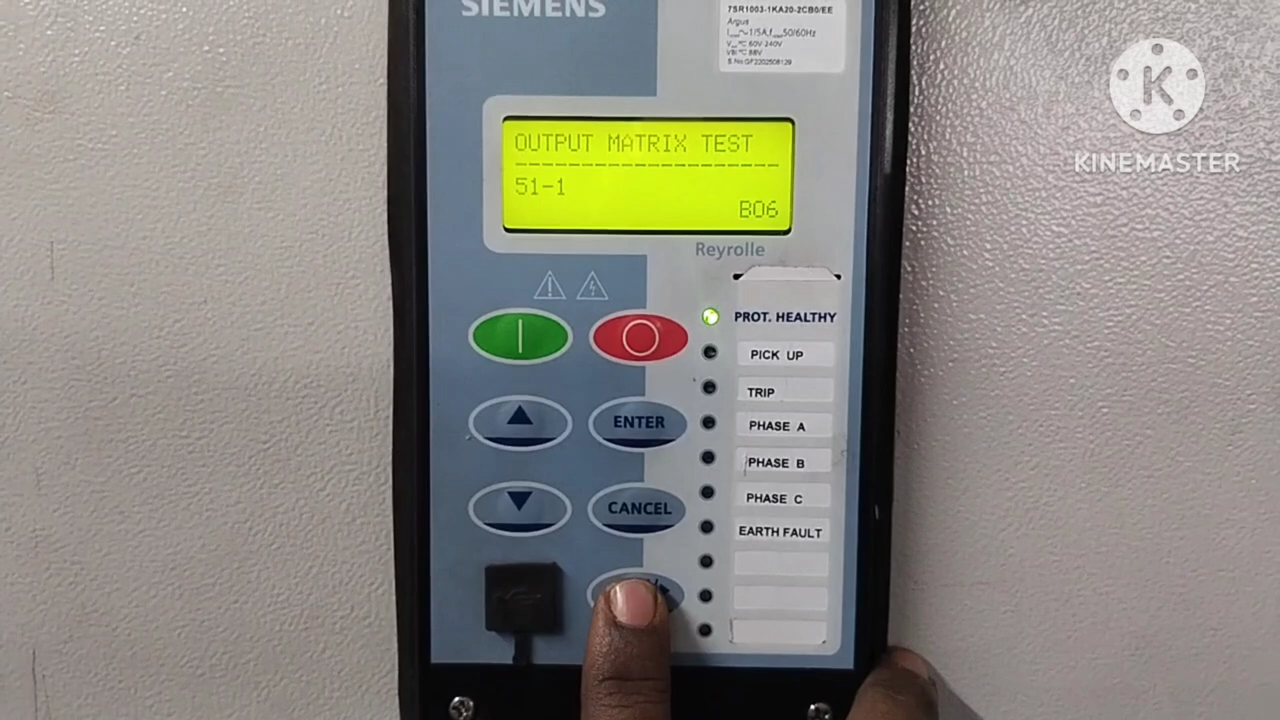 SIEMENS
7SR1003-1KA20-2CB0/EE
Argus
OUTPUT MATRIX TEST
51-1
BO6
Reyrolle
PROT. HEALTHY
PICK UP
TRIP
PHASE A
ENTER
PHASE B
PHASE C
CANCEL
EARTH FAULT
K
KINEMASTER